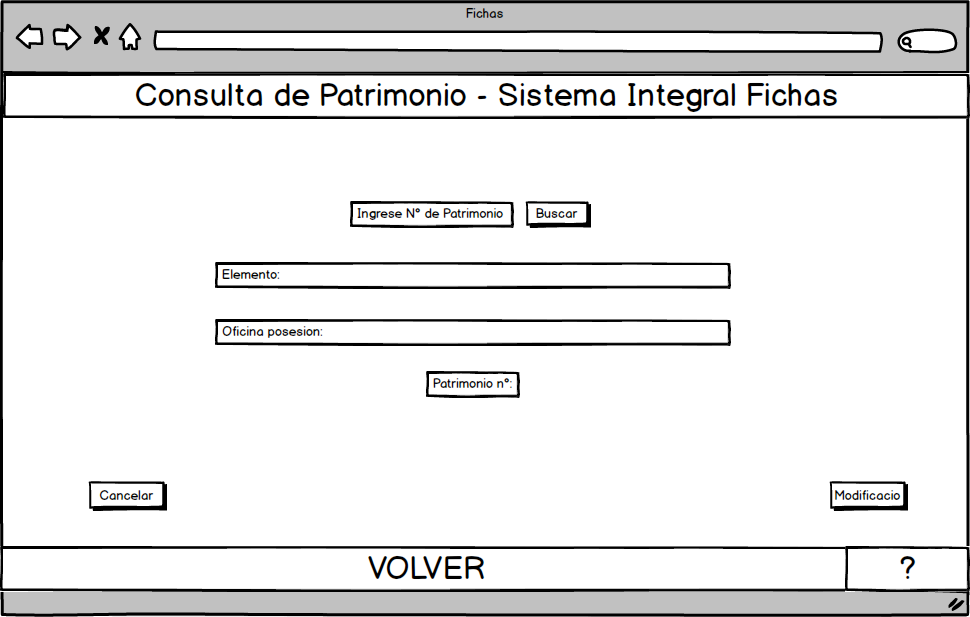 Fichas
Consulta de Patrimonio - Sistema Integral Fichas
Ingrese N° de Patrimonio
Buscar
Elemento:
Oficina posesion:
Patrimonio n°:
Cancelar
Modificacio
VOLVER
?